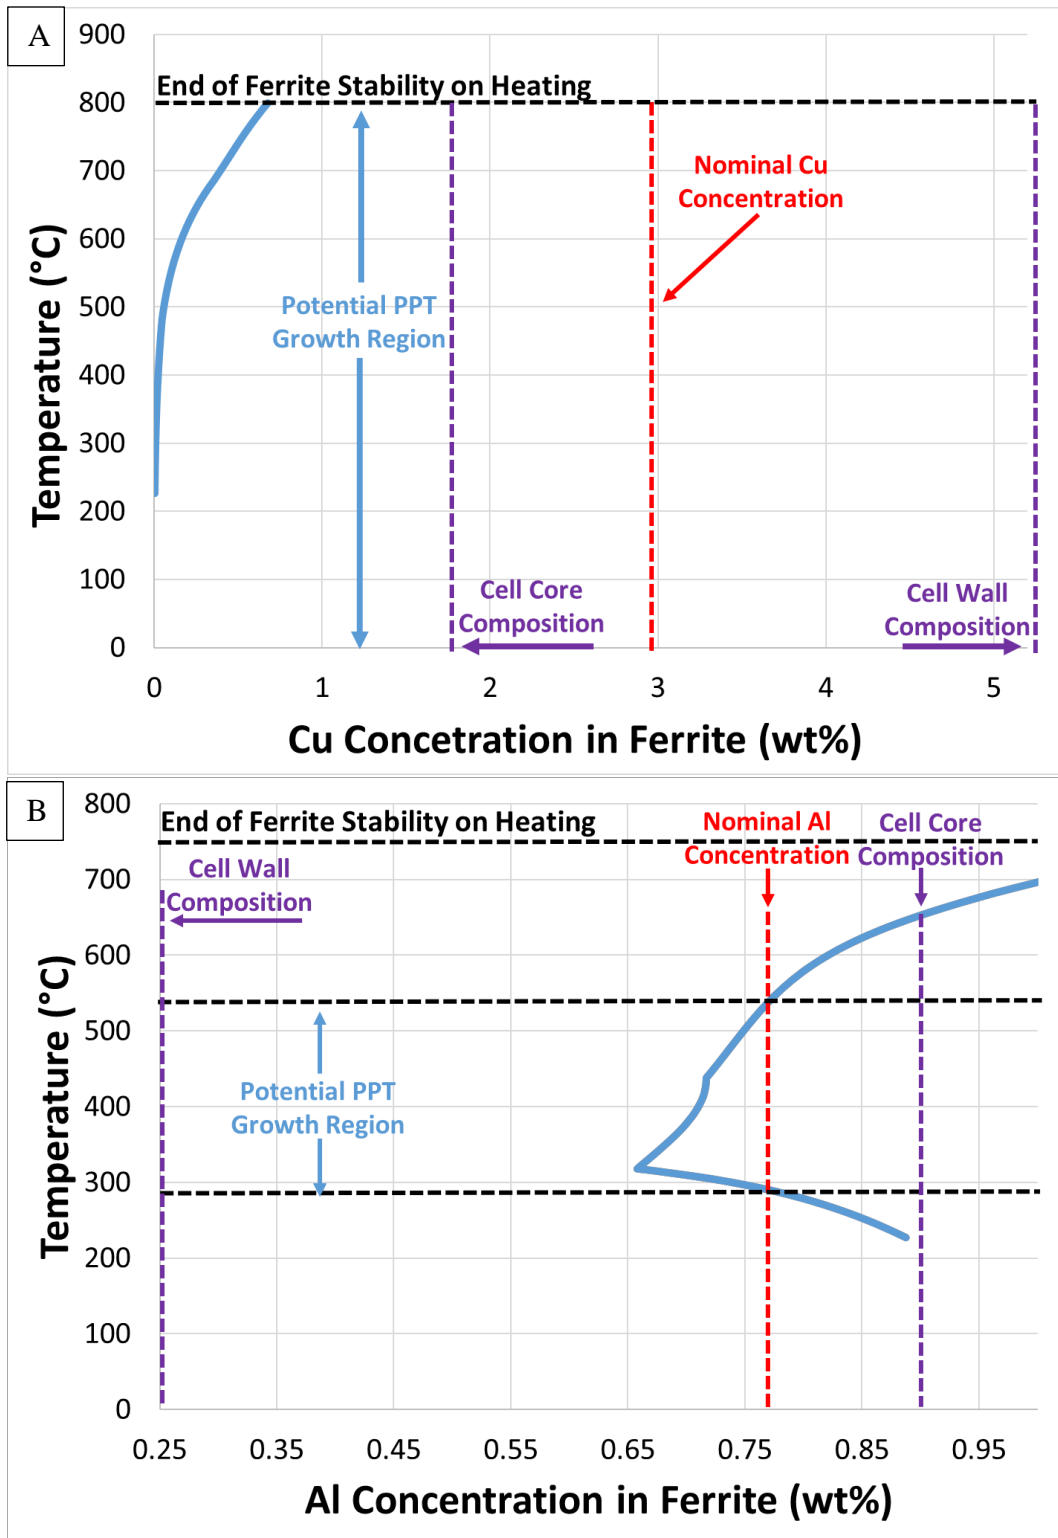 A
900
End of Ferrite Stability on Heating
800
700
600
500
400
300
200
100
0
Temperature (°C)
Nominal Cu
Concentration
Potential PPT
Growth Region
Cell Core
Composition
Cell Wall
Composition
0 1 2 3 4 5
Cu Concetration in Ferrite (wt%)
B
800
700
600
500
400
300
200
100
0
Temperature (°C)
End of Ferrite Stability on Heating
Nominal Al
Concentration
Cell Core
Composition
Cell Wall
Composition
Potential PPT
Growth Region
0.25 0.35 0.45 0.55 0.65 0.75 0.85 0.95
Al Concentration in Ferrite (wt%)